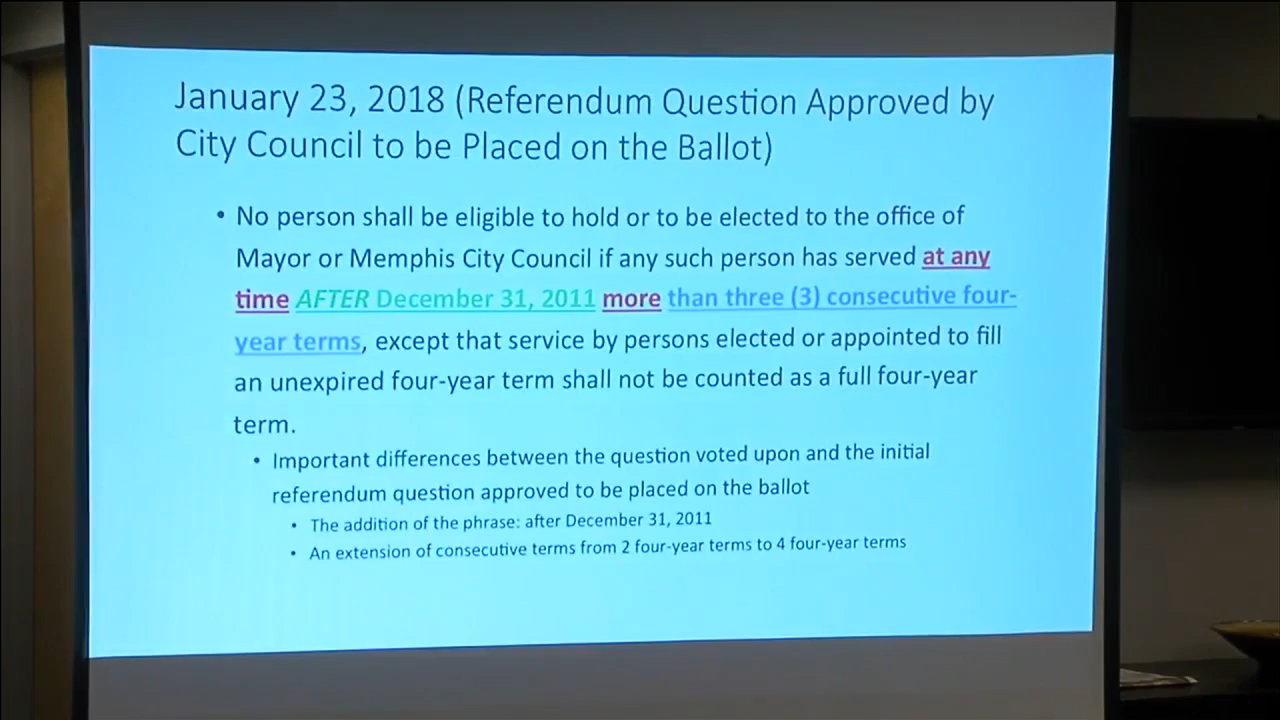 January 23, 2018 (Referendum Question Approved by
City Council to be Placed on the Ballot)
• No person shall be eligible to hold or to be elected to the office of
Mayor or Memphis City Council if any such person has served at any
time AFTER December 31, 2011 more than three (3) consecutive four-
year terms, except that service by persons elected or appointed to fill
an unexpired four-year term shall not be counted as a full four-year
term.
• Important differences between the question voted upon and the initial
referendum question approved to be placed on the ballot
• The addition of the phrase: after December 31, 2011
• An extension of consecutive terms from 2 four-year terms to 4 four-year terms